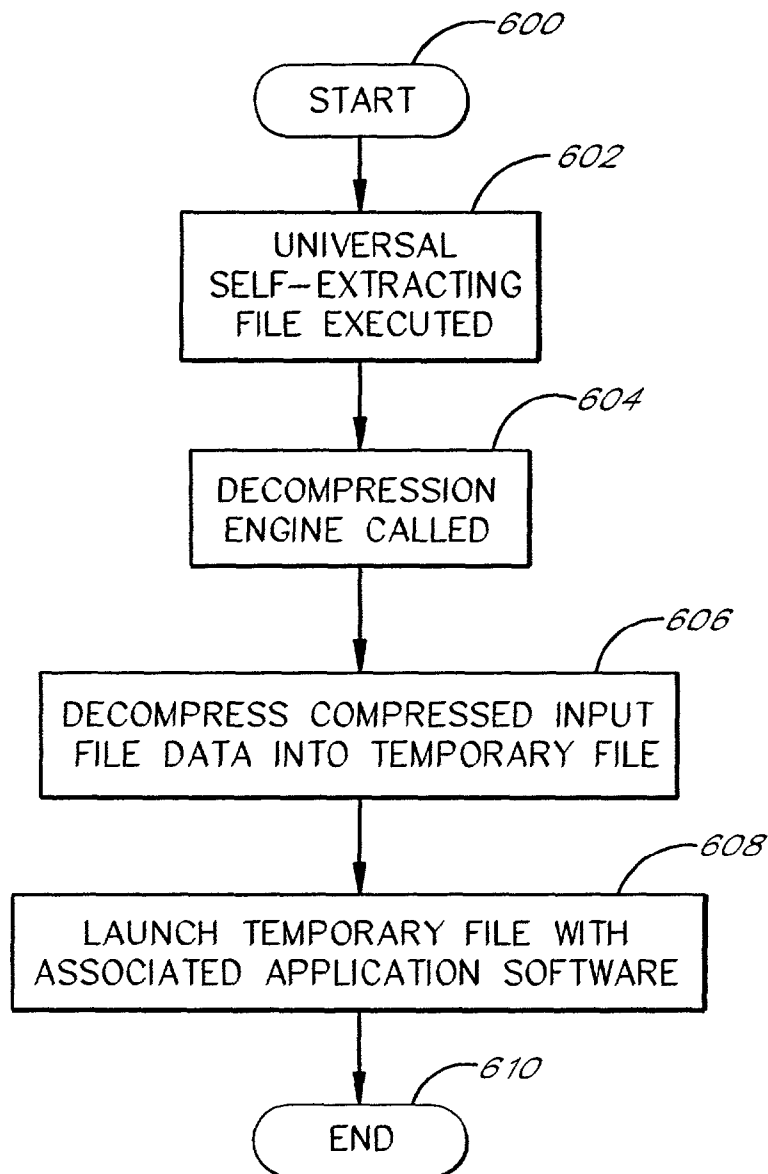 600
START
602
UNIVERSAL
SELF-EXTRACTING
FILE EXECUTED
604
DECOMPRESSION
ENGINE CALLED
606
DECOMPRESS COMPRESSED INPUT
FILE DATA INTO TEMPORARY FILE
608
LAUNCH TEMPORARY FILE WITH
ASSOCIATED APPLICATION SOFTWARE
610
END